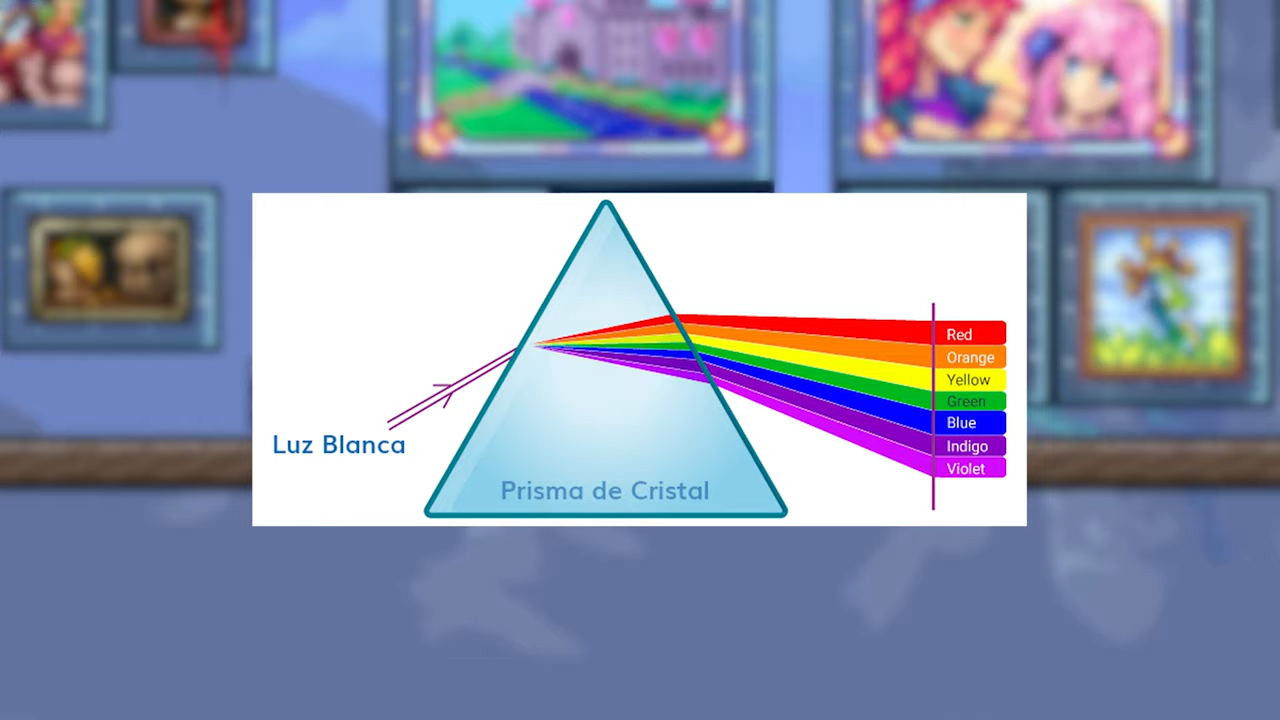 Luz Blanca
Prisma de Cristal
Red
Orange
Yellow
Green
Blue
Indigo
Violet